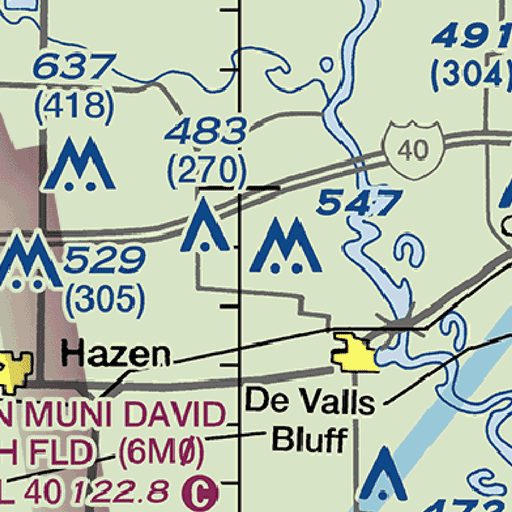 637
(418)
491
(304)
483
(270)
40
547
529
(305)
Hazen
De Valls
Bluff
N MUNI DAVID
H FLD (6MØ)
L 40 122.8 C